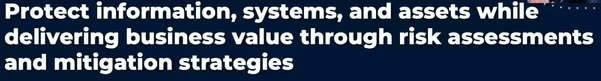 Protect information, systems, and assets while
delivering business value through risk assessments
and mitigation strategies